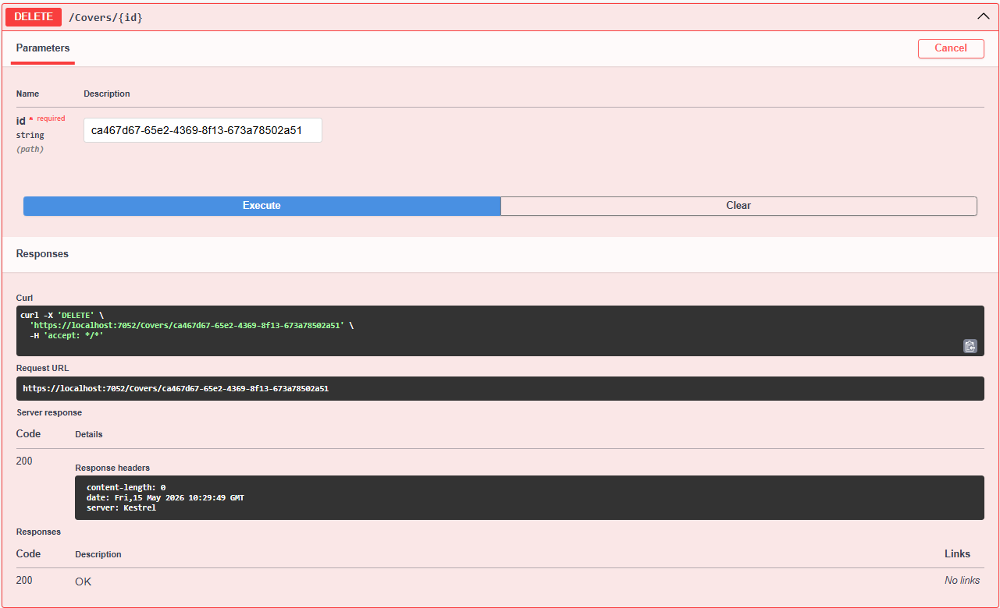 DELETE /Covers/{id}
Parameters
Cancel
Name Description
id * required
string
(path)
ca467d67-65e2-4369-8f13-673a78502a51
Execute Clear
Responses
Curl
curl -X 'DELETE' \
'https://localhost:7052/Covers/ca467d67-65e2-4369-8f13-673a78502a51' \
-H 'accept: */*'
Request URL
https://localhost:7052/Covers/ca467d67-65e2-4369-8f13-673a78502a51
Server response
Code Details
200
Response headers
content-length: 0
date: Fri,15 May 2026 10:29:49 GMT
server: Kestrel
Responses
Code Description Links
200 OK No links